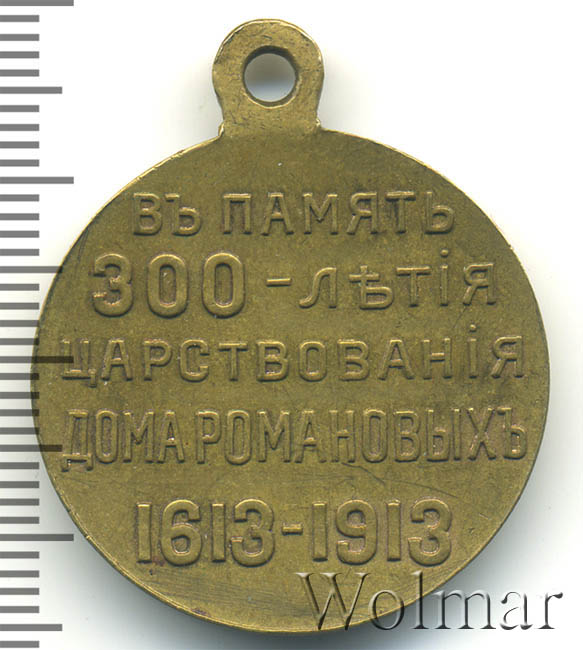 ВЪ ПАМЯТЬ
300-ЛѢТІЯ
ЦАРСТВОВАНІЯ
ДОМА РОМАНОВЫХЪ
1613-1913
Wolmar